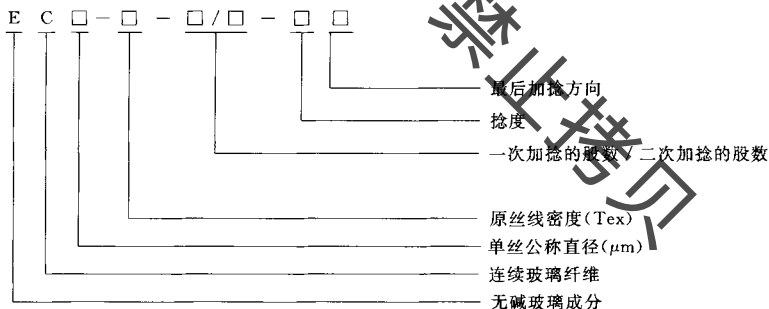 E C □-□ - □/□ - □ □
最后加捻方向
捻度
一次加捻的股数/二次加捻的股数
原丝线密度(Tex)
单丝公称直径(μm)
连续玻璃纤维
无碱玻璃成分
禁止拷贝